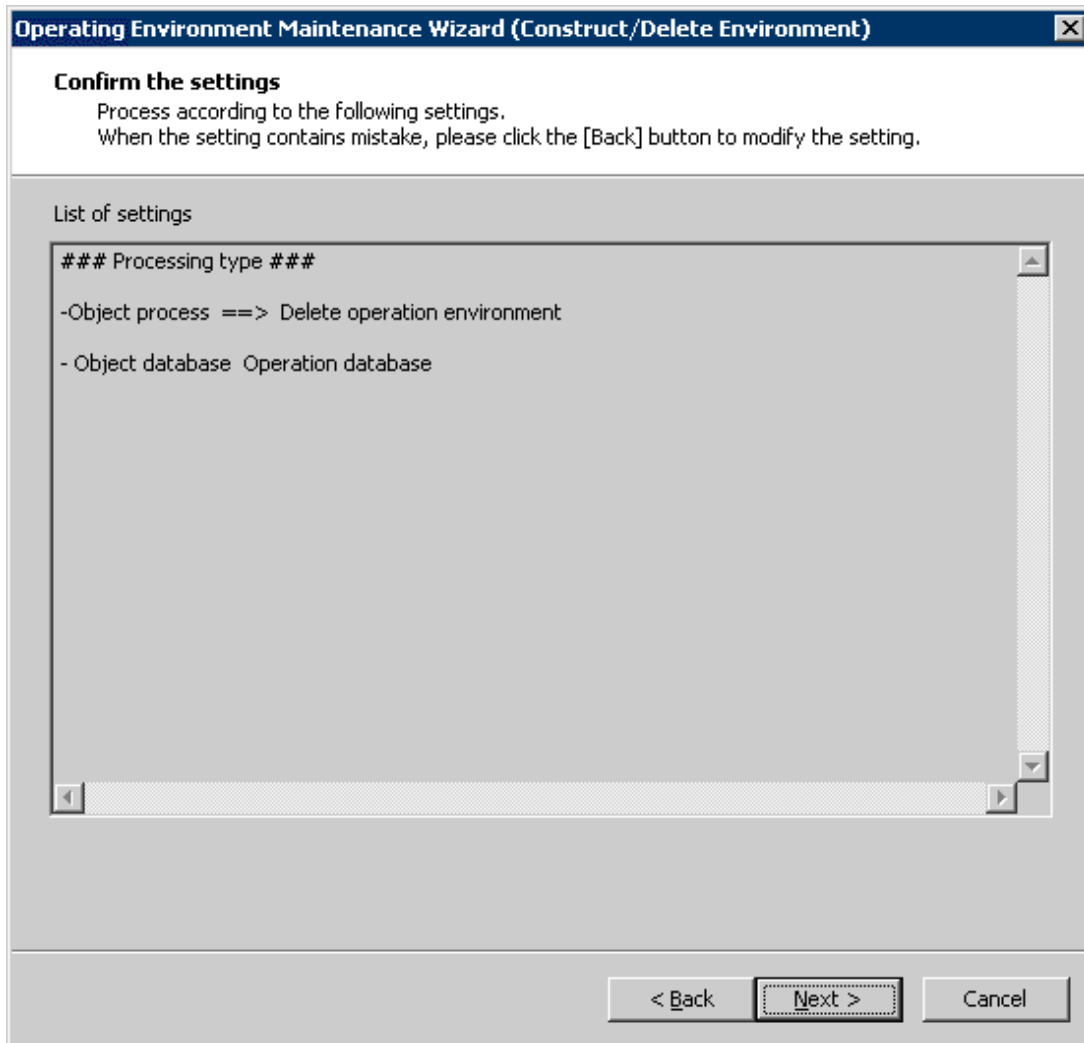 Operating Environment Maintenance Wizard (Construct/Delete Environment)
Confirm the settings
Process according to the following settings.
When the setting contains mistake, please click the [Back] button to modify the setting.
List of settings
### Processing type ###
-Object process ==> Delete operation environment
- Object database Operation database
< Back
Next >
Cancel